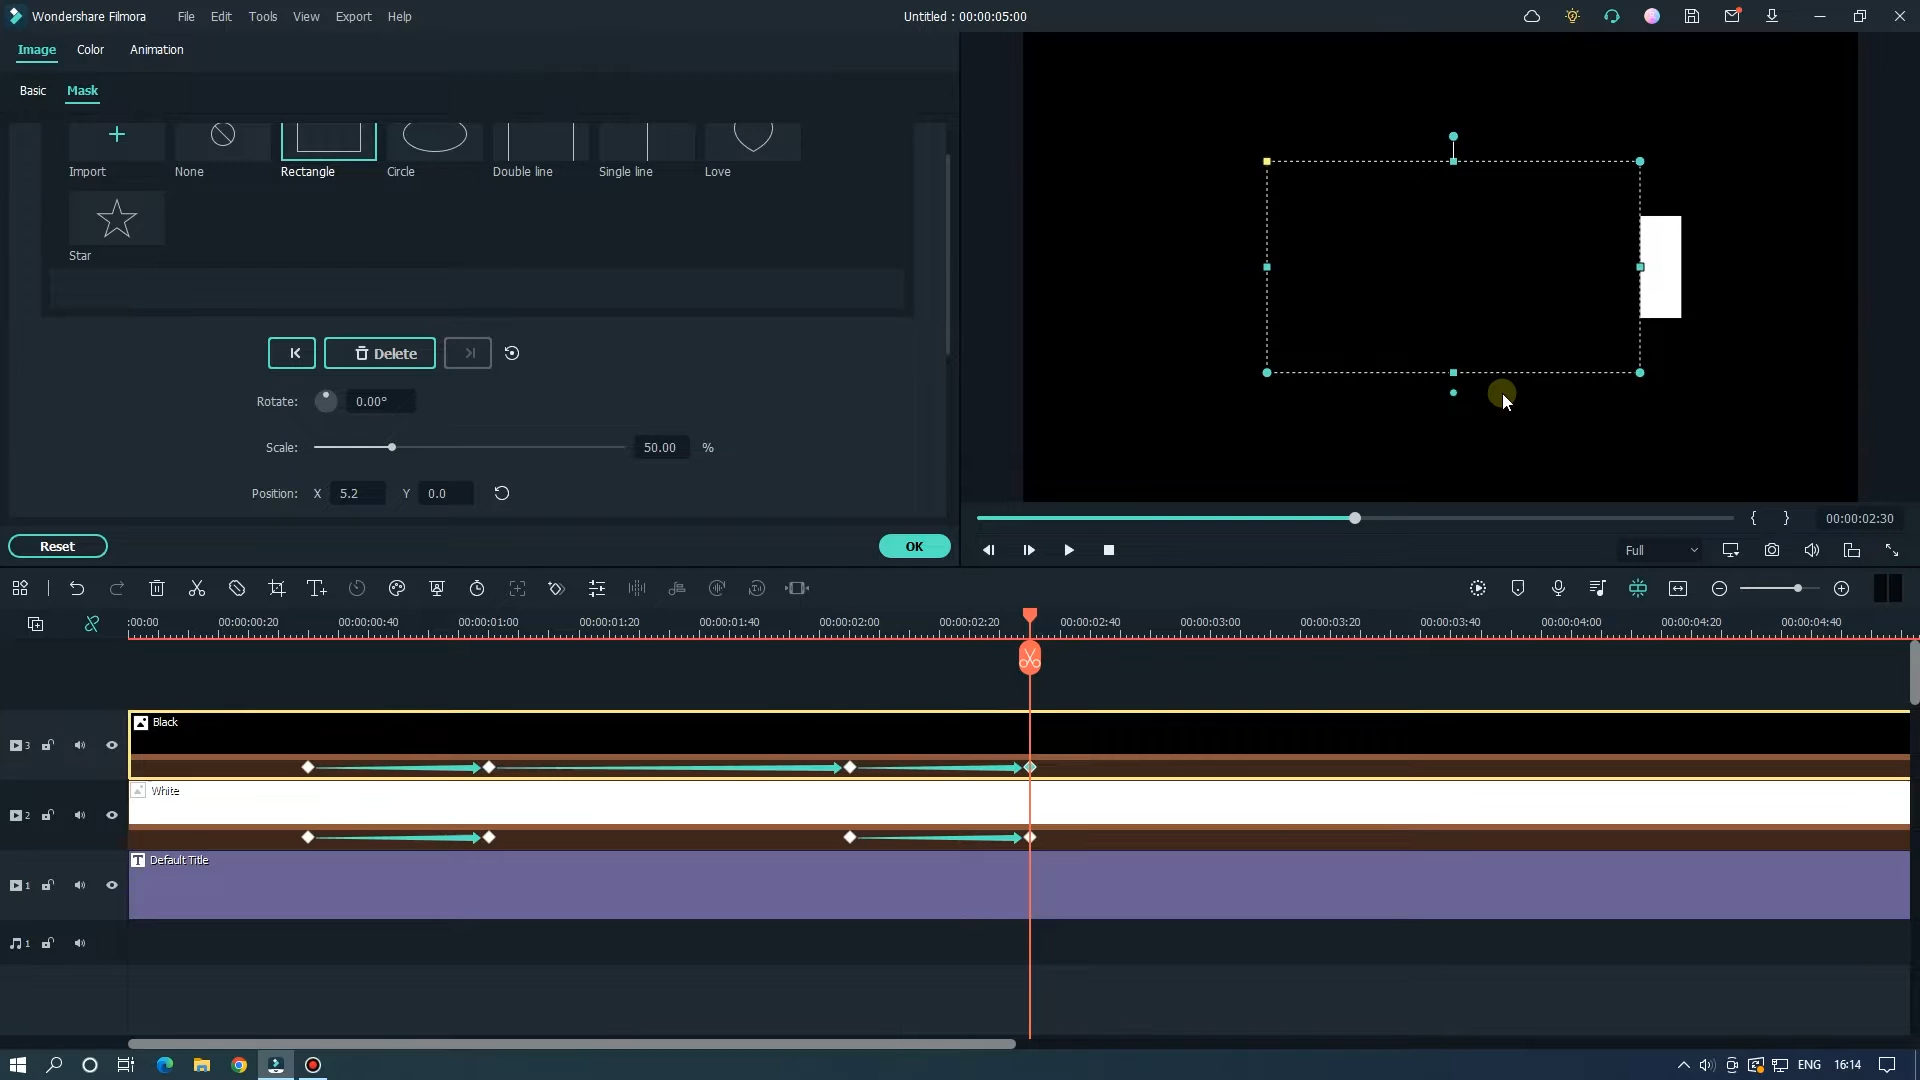 Wondershare Filmora File Edit Tools View Export Help Untitled : 00:00:05:00
Image Color Animation
Basic Mask
Import None Rectangle Circle Double line Single line Love
Star
Delete
Rotate: 0.00°
Scale: 50.00 %
Position: X 5.2 Y 0.0
{ } 00:00:02:30
Reset OK
Full
:00:00 00:00:00:20 00:00:00:40 00:00:01:00 00:00:01:20 00:00:01:40 00:00:02:00 00:00:02:20 00:00:02:40 00:00:03:00 00:00:03:20 00:00:03:40 00:00:04:00 00:00:04:20 00:00:04:40
Black
3
White
2
Default Title
1
1
ENG 16:14